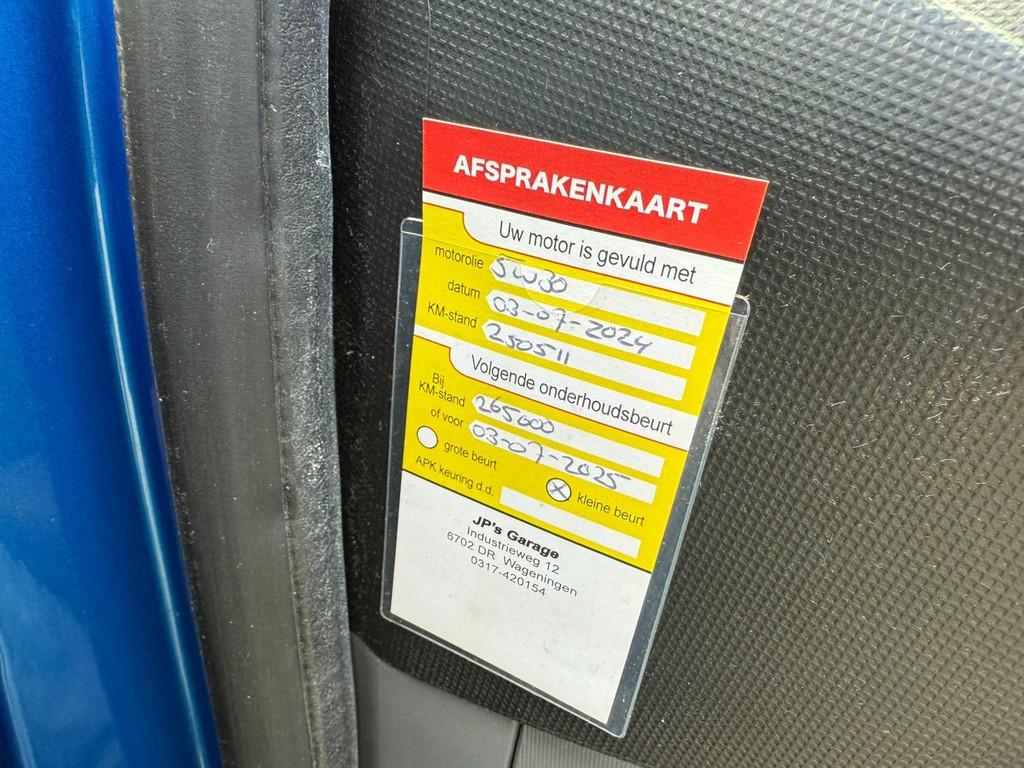 AFSPRAKENKAART
Uw motor is gevuld met
motorolie 5W30
datum 03-07-2024
KM-stand 250511
Volgende onderhoudsbeurt
Bij
KM-stand 265000
of voor 03-07-2025
grote beurt X kleine beurt
APK keuring d.d.
JP's Garage
Industrieweg 12
6702 DR. Wageningen
0317-420154